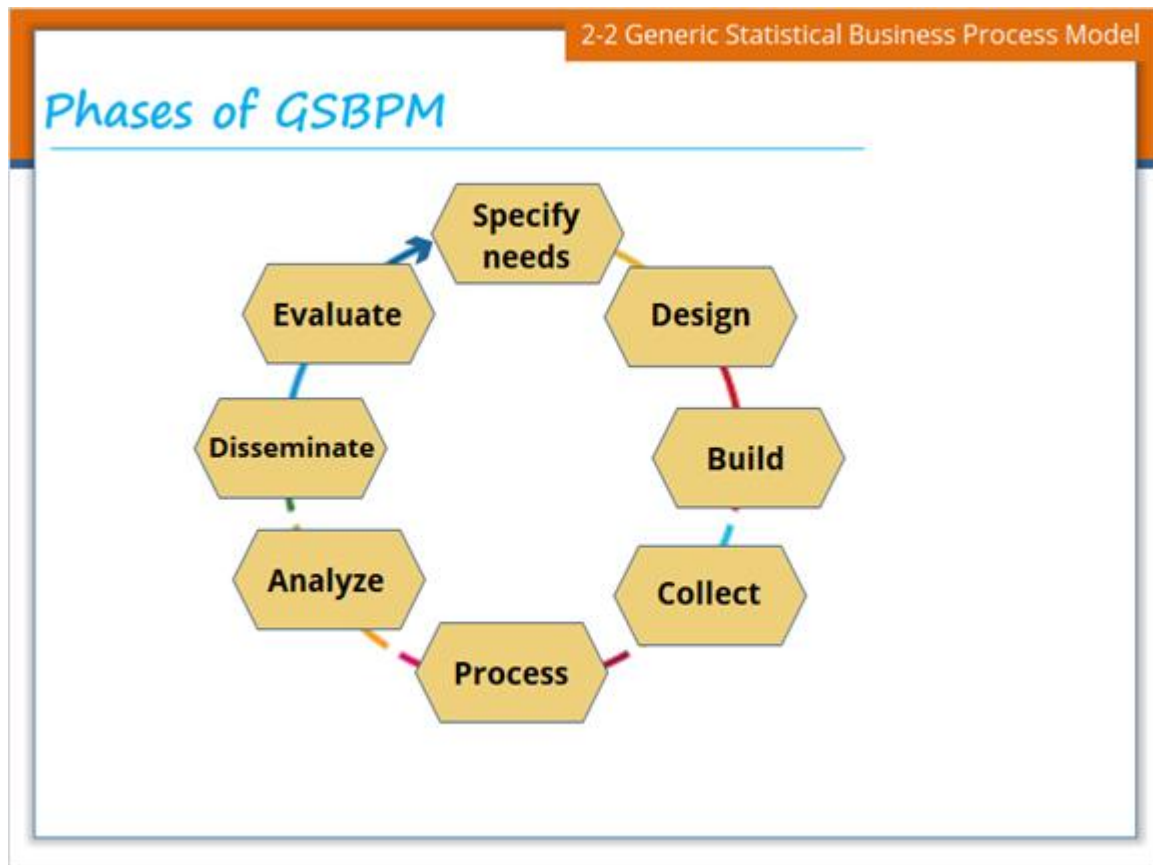 2-2 Generic Statistical Business Process Model
Phases of GSBPM
Specify
needs
Design
Build
Collect
Process
Analyze
Disseminate
Evaluate